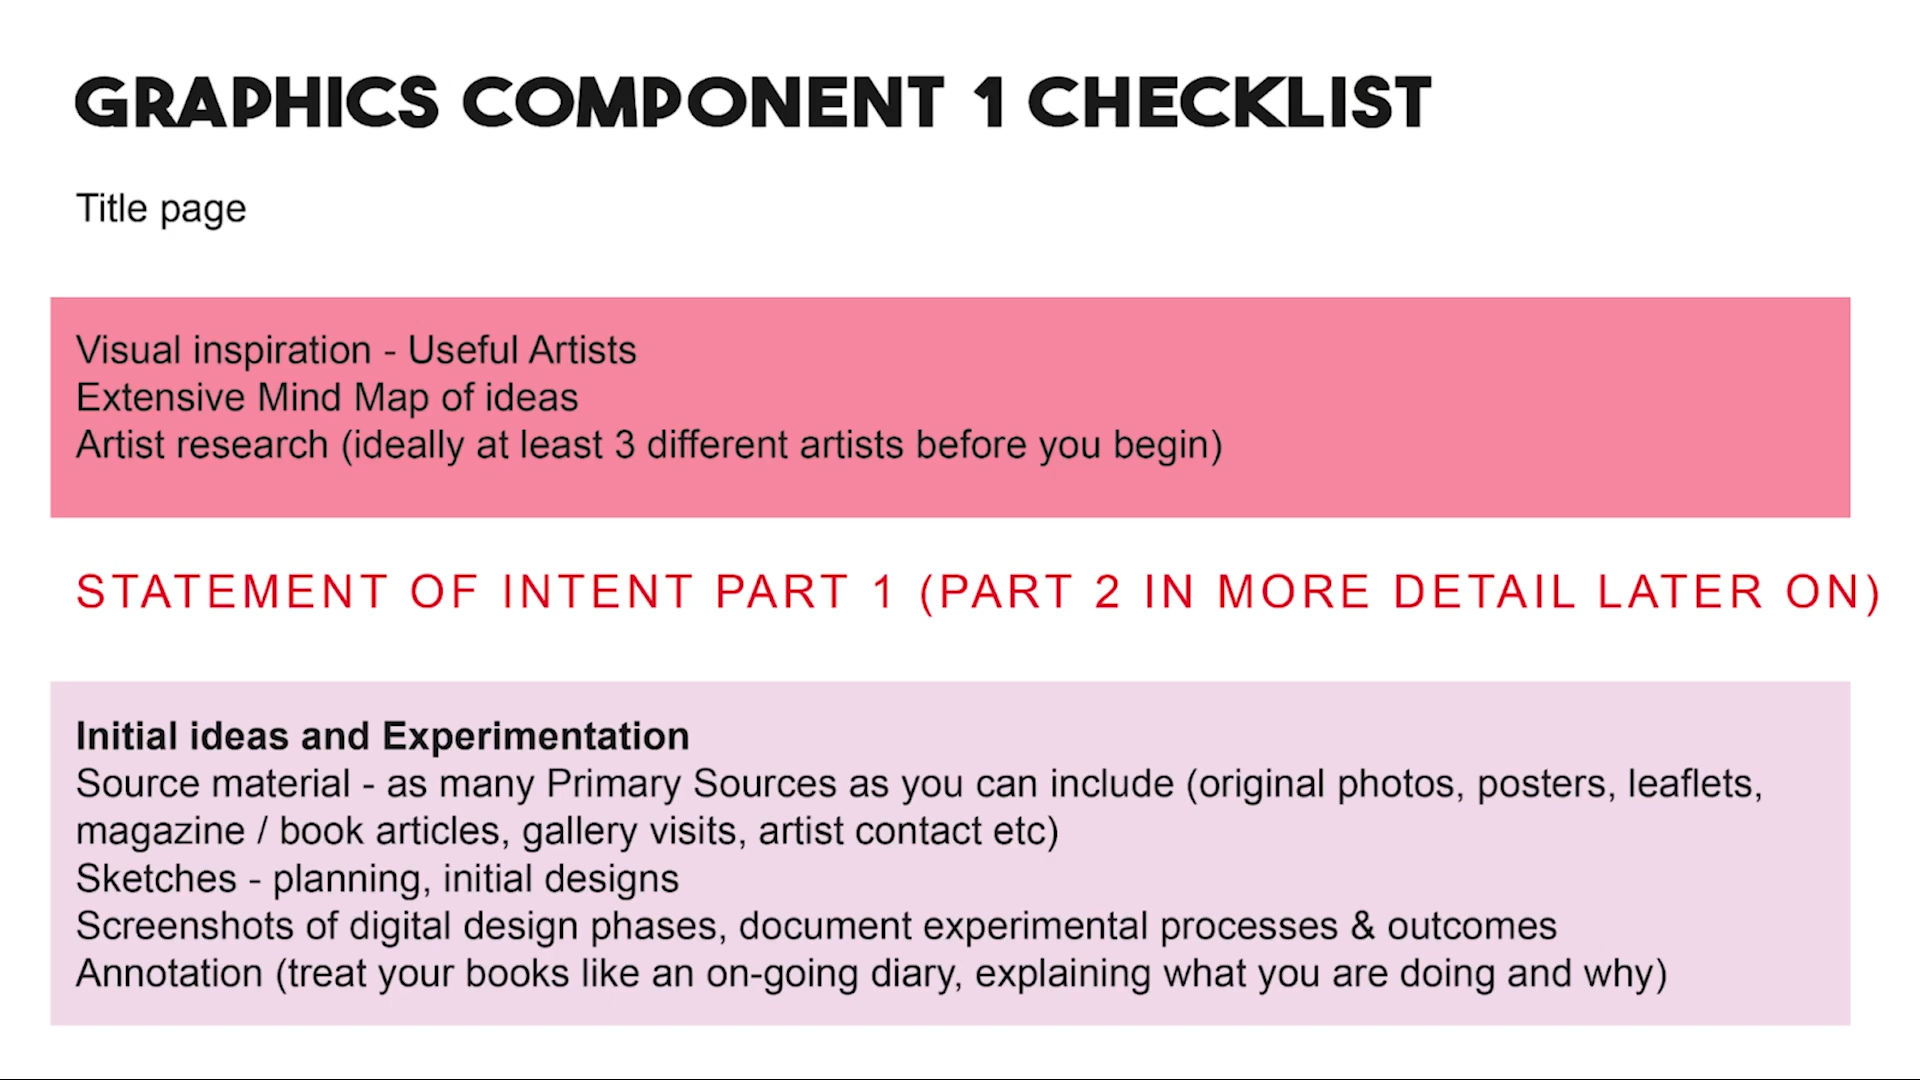 GRAPHICS COMPONENT 1 CHECKLIST
Title page
Visual inspiration - Useful Artists
Extensive Mind Map of ideas
Artist research (ideally at least 3 different artists before you begin)
STATEMENT OF INTENT PART 1 (PART 2 IN MORE DETAIL LATER ON)
Initial ideas and Experimentation
Source material - as many Primary Sources as you can include (original photos, posters, leaflets,
magazine / book articles, gallery visits, artist contact etc)
Sketches - planning, initial designs
Screenshots of digital design phases, document experimental processes & outcomes
Annotation (treat your books like an on-going diary, explaining what you are doing and why)